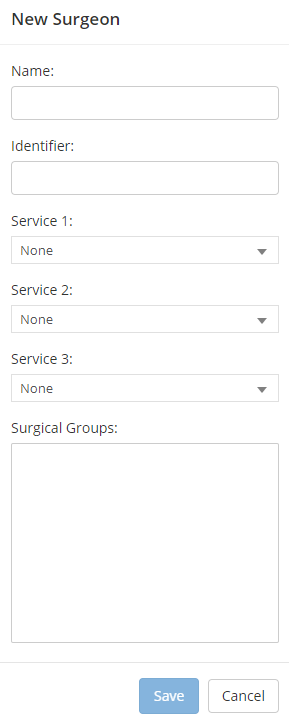 New Surgeon
Name:
Identifier:
Service 1:
None
Service 2:
None
Service 3:
None
Surgical Groups:
Save Cancel